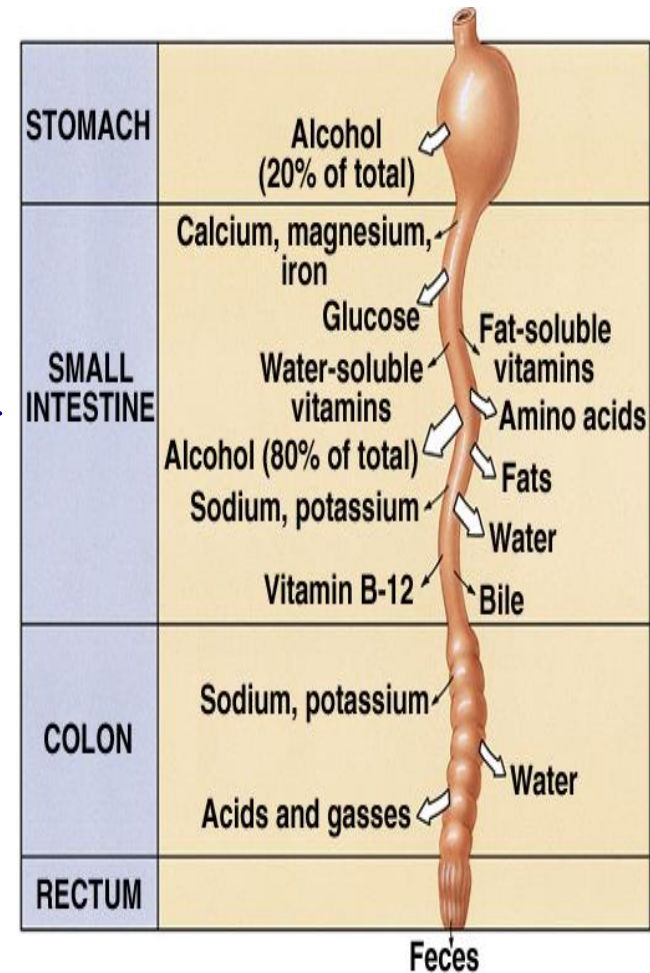 STOMACH
Alcohol
(20% of total)
SMALL
INTESTINE
Calcium, magnesium,
iron
Glucose
Fat-soluble
vitamins
Water-soluble
vitamins
Amino acids
Alcohol (80% of total)
Fats
Sodium, potassium
Water
Vitamin B-12
Bile
COLON
Sodium, potassium
Water
Acids and gasses
RECTUM
Feces